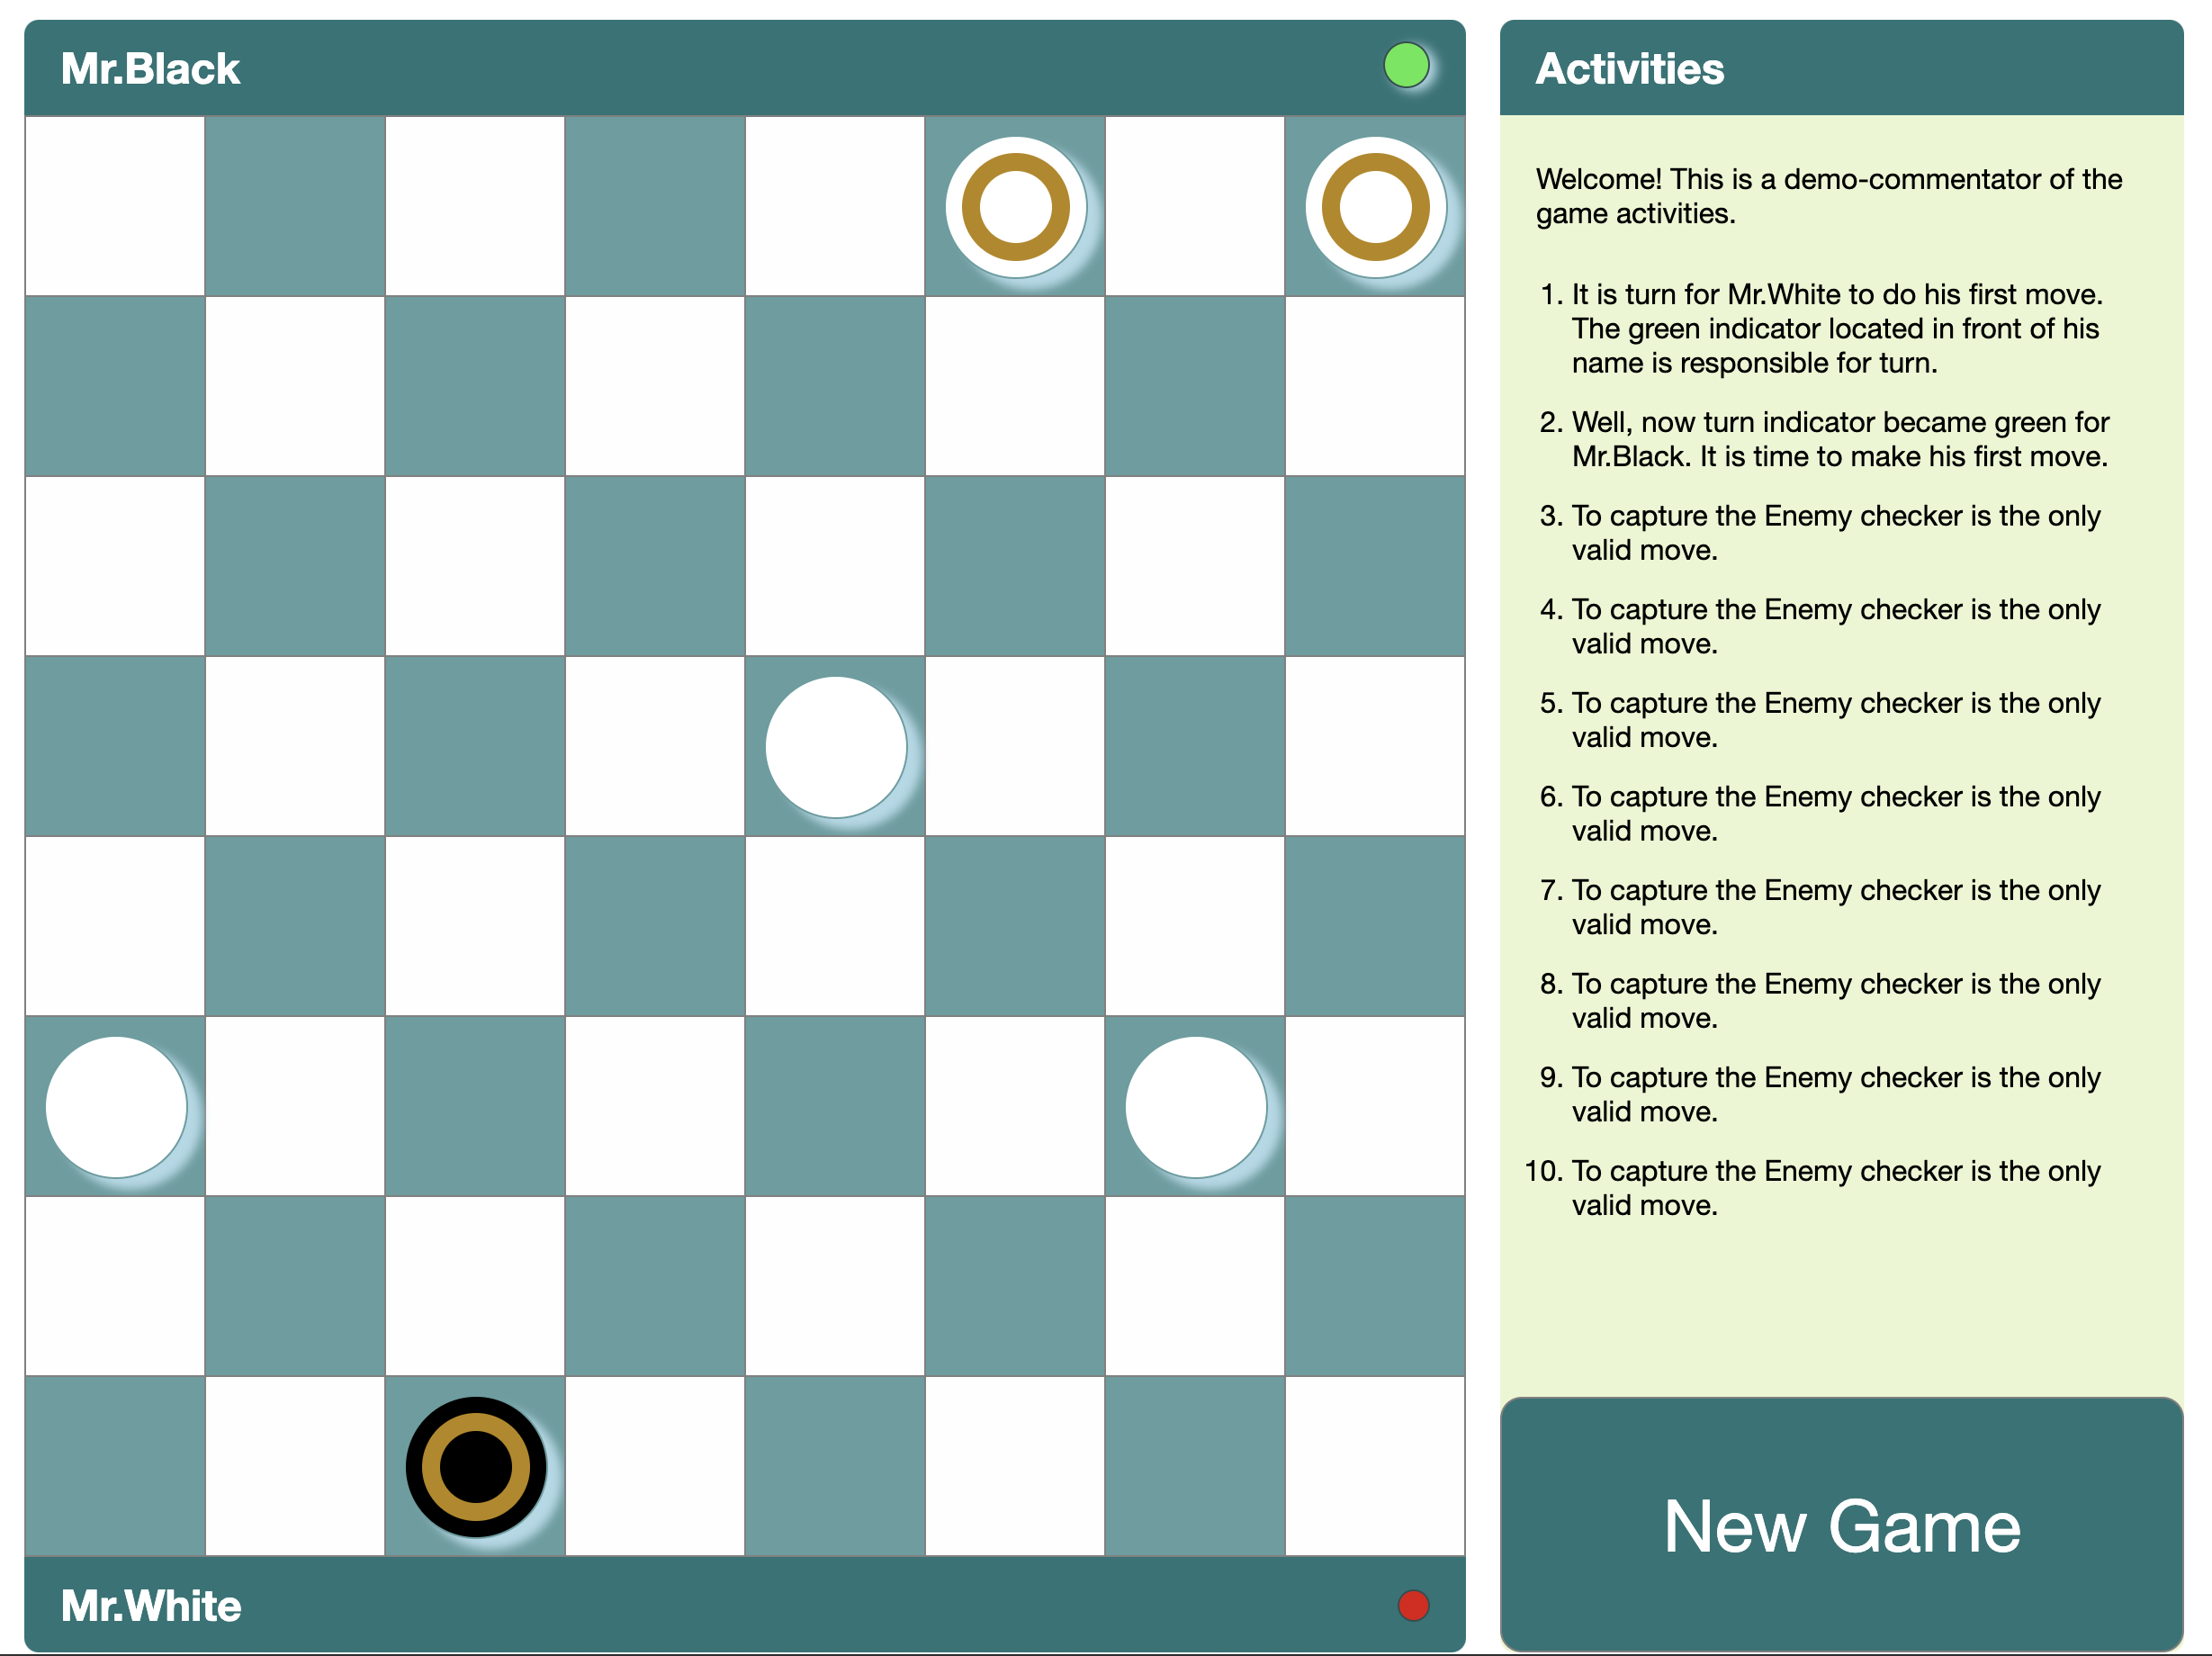 Mr.Black
Mr.White
Activities
Welcome! This is a demo-commentator of the
game activities.
1. It is turn for Mr.White to do his first move.
The green indicator located in front of his
name is responsible for turn.
2. Well, now turn indicator became green for
Mr.Black. It is time to make his first move.
3. To capture the Enemy checker is the only
valid move.
4. To capture the Enemy checker is the only
valid move.
5. To capture the Enemy checker is the only
valid move.
6. To capture the Enemy checker is the only
valid move.
7. To capture the Enemy checker is the only
valid move.
8. To capture the Enemy checker is the only
valid move.
9. To capture the Enemy checker is the only
valid move.
10. To capture the Enemy checker is the only
valid move.
New Game